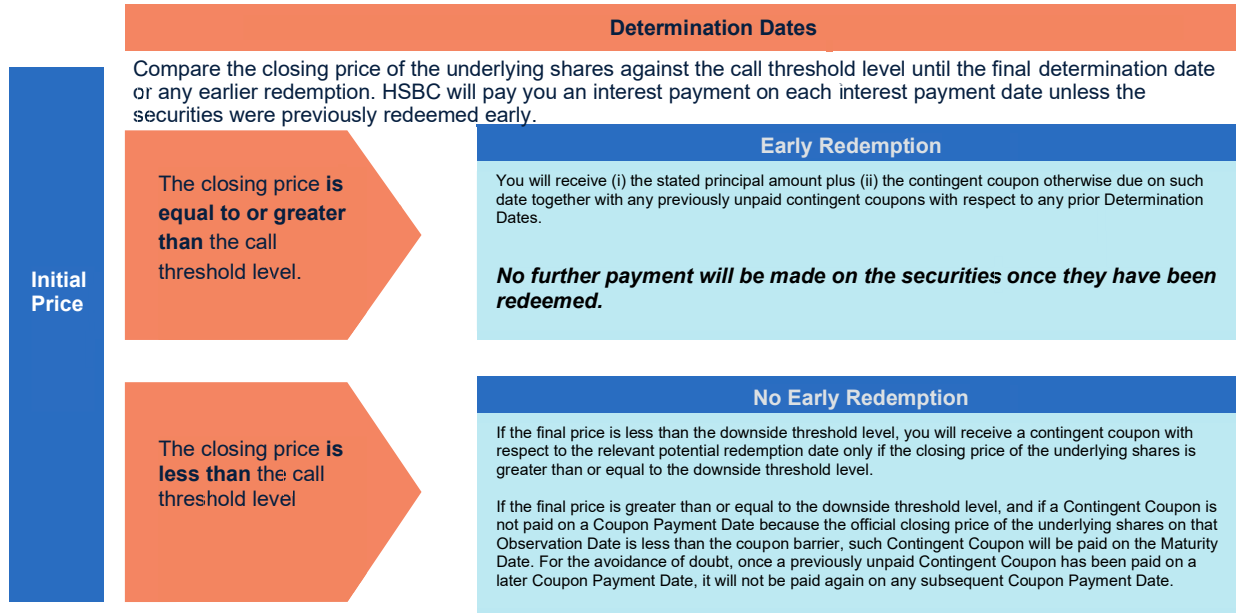 Determination Dates
Compare the closing price of the underlying shares against the call threshold level until the final determination date
or any earlier redemption. HSBC will pay you an interest payment on each interest payment date unless the
securities were previously redeemed early.
Initial
Price
The closing price is
equal to or greater
than the call
threshold level.
Early Redemption
You will receive (i) the stated principal amount plus (ii) the contingent coupon otherwise due on such
date together with any previously unpaid contingent coupons with respect to any prior Determination
Dates.
No further payment will be made on the securities once they have been
redeemed.
The closing price is
less than the call
threshold level
No Early Redemption
If the final price is less than the downside threshold level, you will receive a contingent coupon with
respect to the relevant potential redemption date only if the closing price of the underlying shares is
greater than or equal to the downside threshold level.
If the final price is greater than or equal to the downside threshold level, and if a Contingent Coupon is
not paid on a Coupon Payment Date because the official closing price of the underlying shares on that
Observation Date is less than the coupon barrier, such Contingent Coupon will be paid on the Maturity
Date. For the avoidance of doubt, once a previously unpaid Contingent Coupon has been paid on a
later Coupon Payment Date, it will not be paid again on any subsequent Coupon Payment Date.